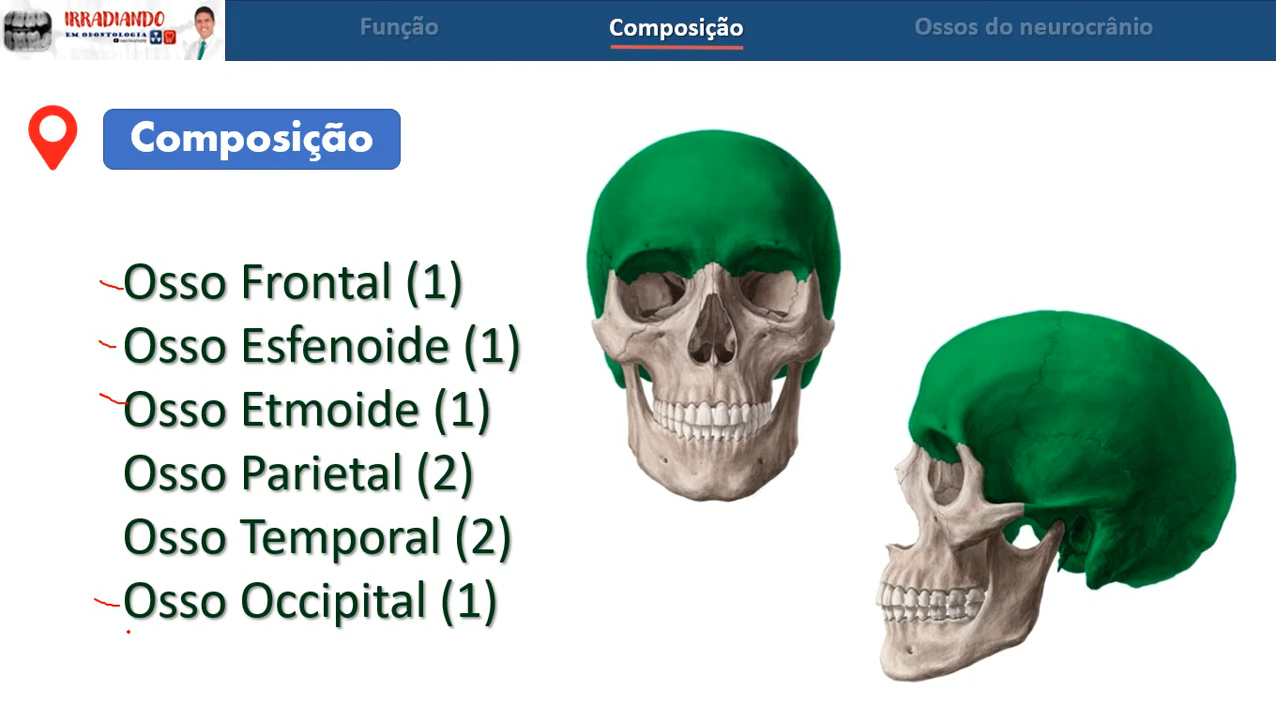 IRRADIANDO
EM ODONTOLOGIA
Função
Composição
Ossos do neurocrânio
Composição
Osso Frontal (1)
Osso Esfenoide (1)
Osso Etmoide (1)
Osso Parietal (2)
Osso Temporal (2)
Osso Occipital (1)